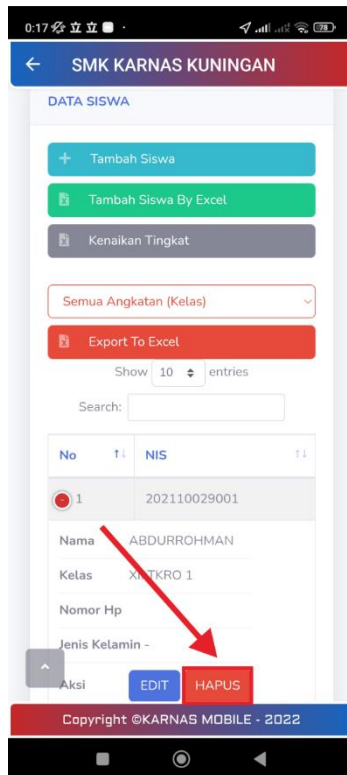 0:17
78
SMK KARNAS KUNINGAN
DATA SISWA
Tambah Siswa
Tambah Siswa By Excel
Kenaikan Tingkat
Semua Angkatan (Kelas)
Export To Excel
Show 10 entries
Search:
No NIS
1 202110029001
Nama ABDURROHMAN
Kelas TKRO 1
Nomor Hp
Jenis Kelamin -
Aksi EDIT HAPUS
Copyright ©KARNAS MOBILE - 2022